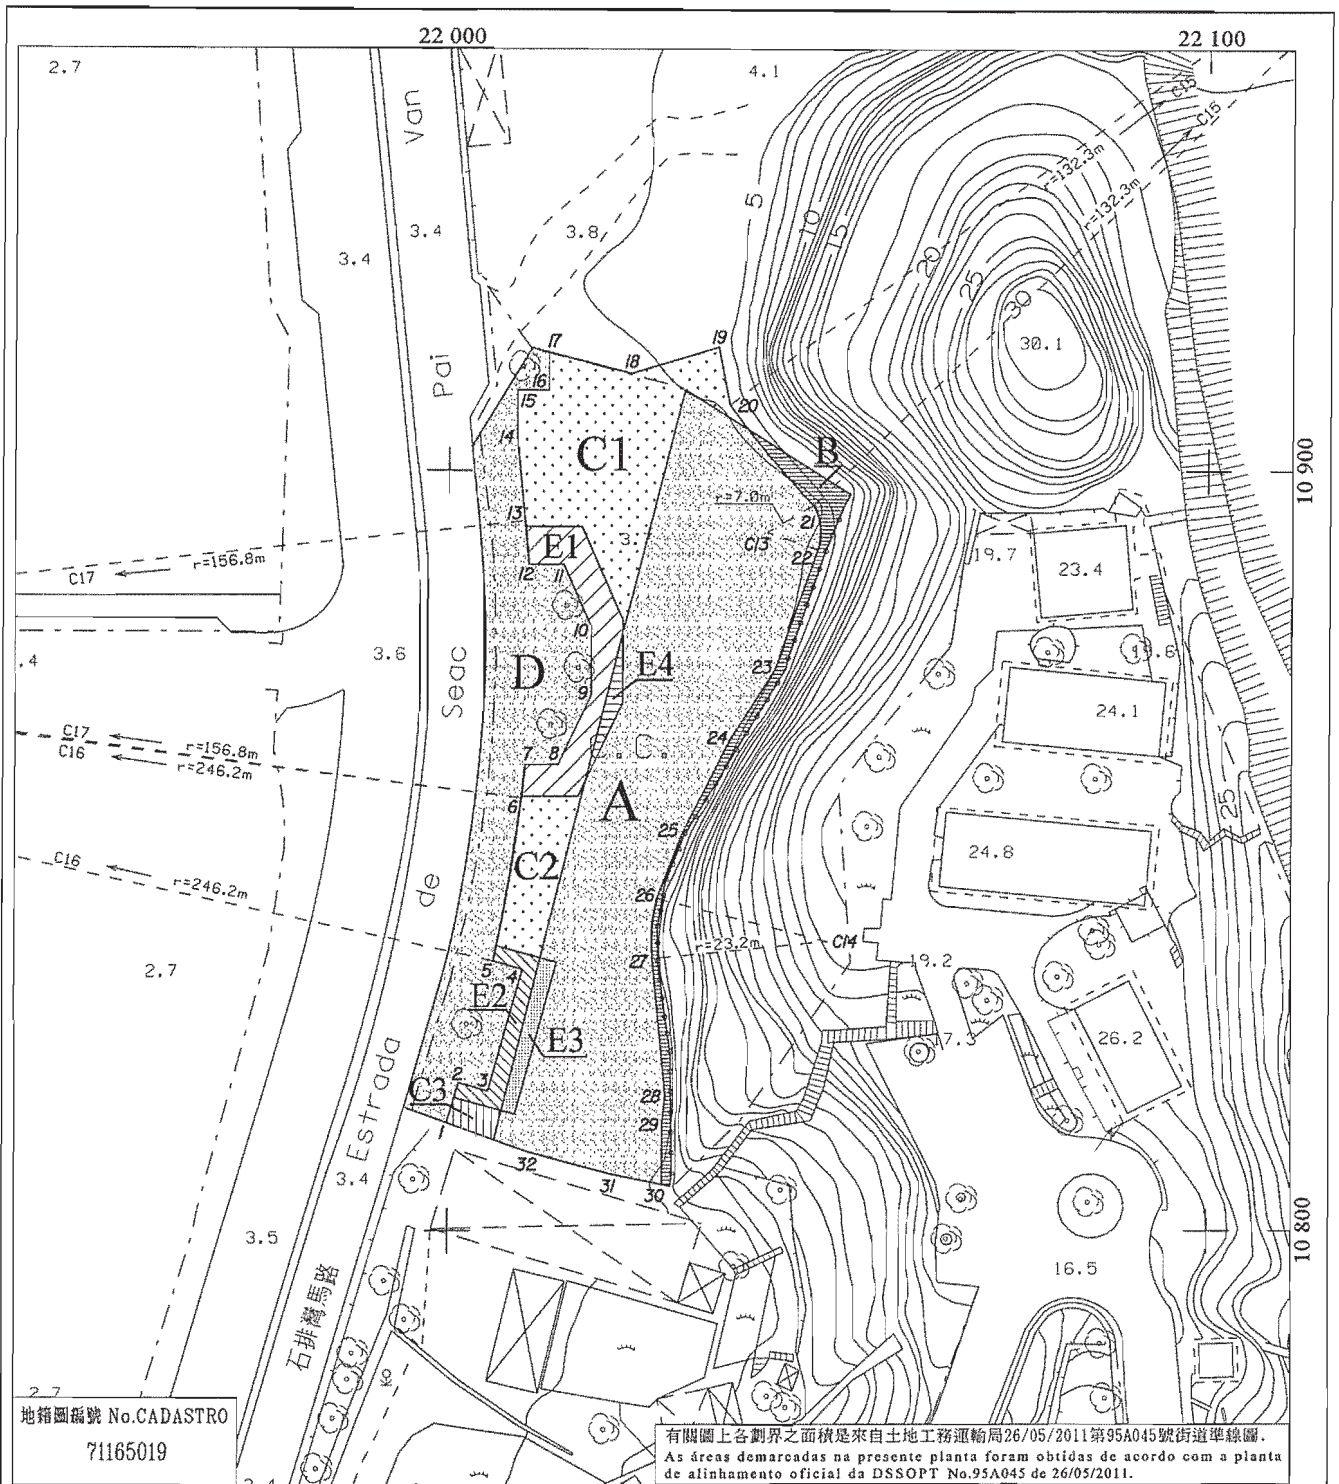 22 000
22 100
2.7
Van
4.1
C15
C15
r=132.3m
r=132.3m
5
10
15
3.4
3.4
3.8
20
25
30
30.1
Pai
17
18
19
16
15
20
14
C1
B
10 900
r=7.0m
13
21
C13
22
E1
19.7
23.4
12
11
C17
r=156.8m
10
.4
3.6
D
E4
23
19.6
Seac
9
24.1
C17
r=156.8m
C16
r=246.2m
24
7
8
C.C.
6
A
25
25
C16
r=246.2m
C2
24.8
de
26
r=23.2m
C14
27
2.7
5
4
19.2
E2
E3
17.3
26.2
Estrada
2
3
C3
28
29
32
31
30
3.4
3.5
10 800
16.5
石排灣馬路
2.7
地籍圖編號 No.CADASTRO
71165019
有關圖上各劃界之面積是來自土地工務運輸局26/05/2011第95A045號街道準線圖.
As áreas demarcadas na presente planta foram obtidas de acordo com a planta
de alinhamento oficial da DSSOPT No.95A045 de 26/05/2011.